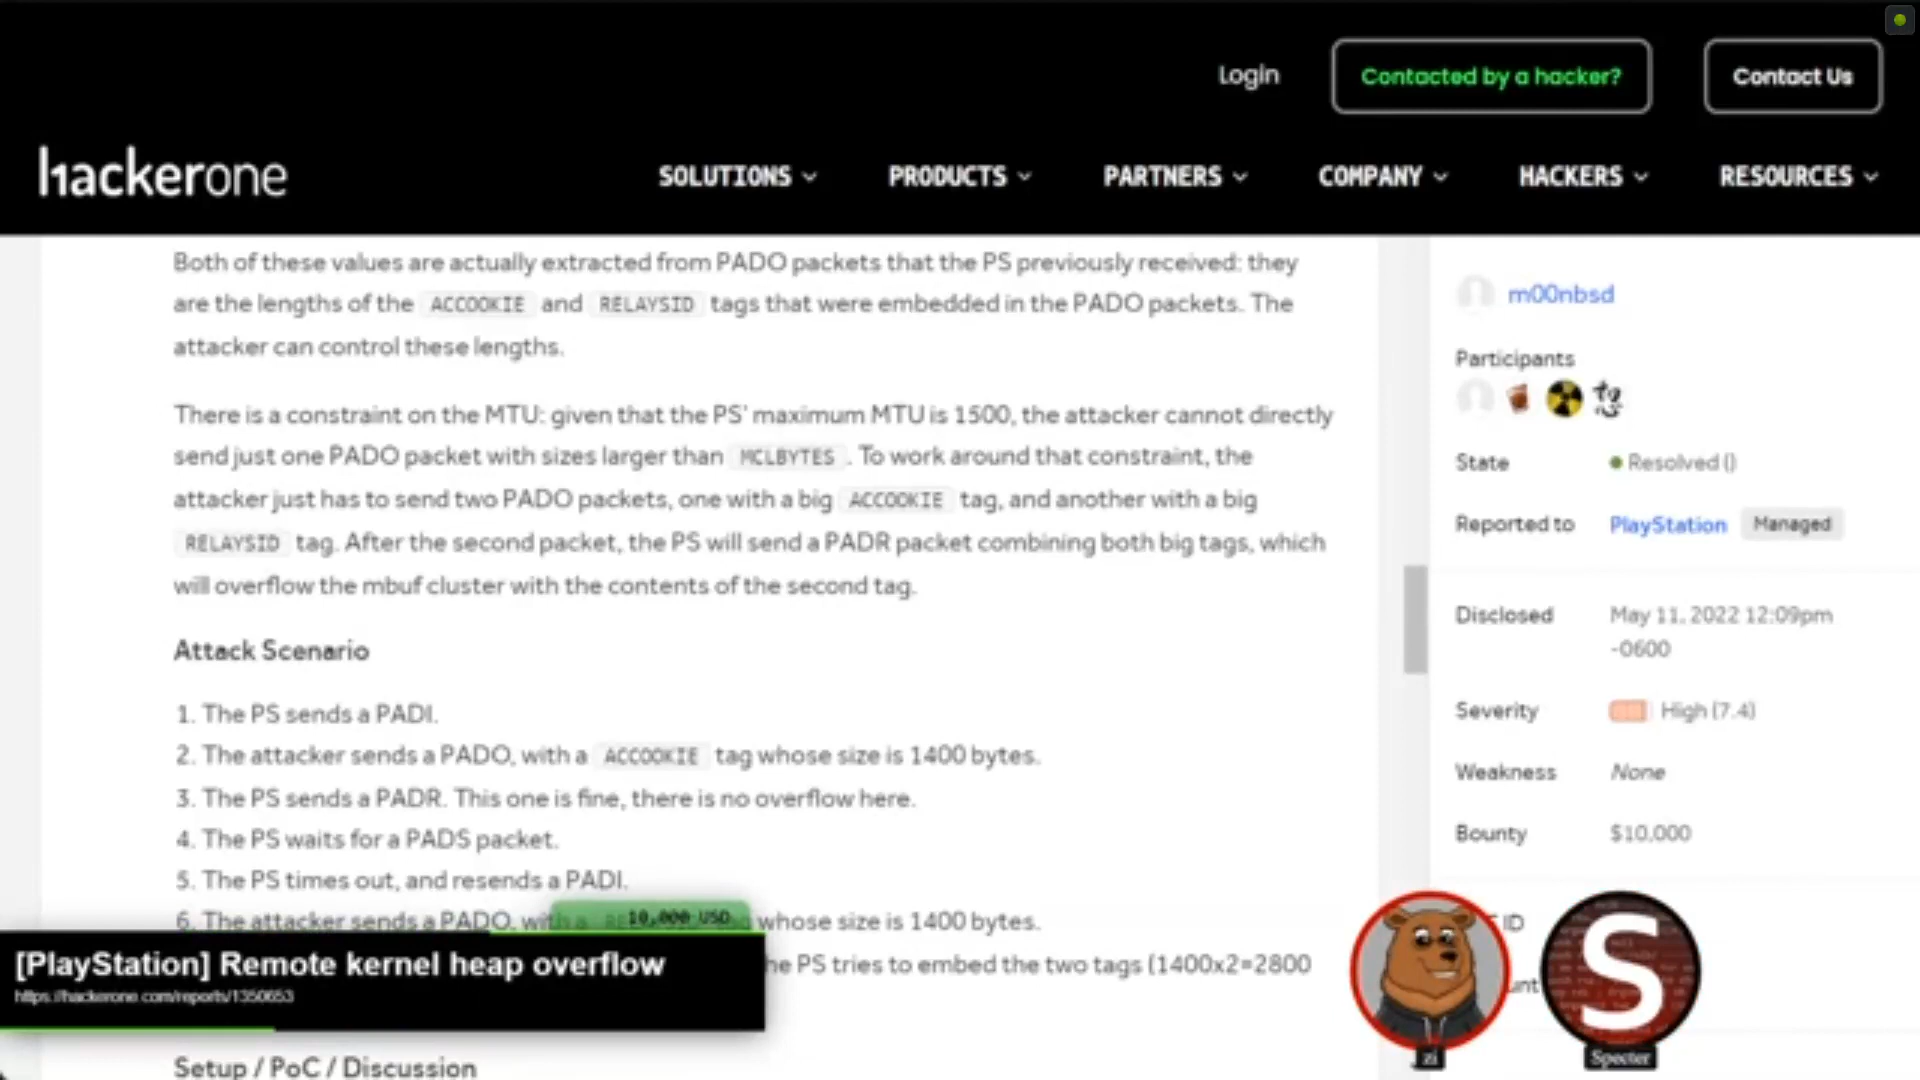 Login
Contacted by a hacker?
Contact Us
hackerone
SOLUTIONS
PRODUCTS
PARTNERS
COMPANY
HACKERS
RESOURCES
Both of these values are actually extracted from PADO packets that the PS previously received: they
are the lengths of the ACCOOKIE and RELAYSID tags that were embedded in the PADO packets. The
attacker can control these lengths.
There is a constraint on the MTU: given that the PS' maximum MTU is 1500, the attacker cannot directly
send just one PADO packet with sizes larger than MCLBYTES . To work around that constraint, the
attacker just has to send two PADO packets, one with a big ACCOOKIE tag, and another with a big
RELAYSID tag. After the second packet, the PS will send a PADR packet combining both big tags, which
will overflow the mbuf cluster with the contents of the second tag.
Attack Scenario
1. The PS sends a PADI.
2. The attacker sends a PADO, with a ACCOOKIE tag whose size is 1400 bytes.
3. The PS sends a PADR. This one is fine, there is no overflow here.
4. The PS waits for a PADS packet.
5. The PS times out, and resends a PADI.
6. The attacker sends a PADO, with a whose size is 1400 bytes.
he PS tries to embed the two tags (1400x2=2800
Setup / PoC / Discussion
m00nbsd
Participants
State Resolved ()
Reported to PlayStation Managed
Disclosed May 11, 2022 12:09pm
-0600
Severity High (7.4)
Weakness None
Bounty $10,000
ID
unt
10,000 USD
[PlayStation] Remote kernel heap overflow
https://hackerone.com/reports/1350653
zi
S
Specter